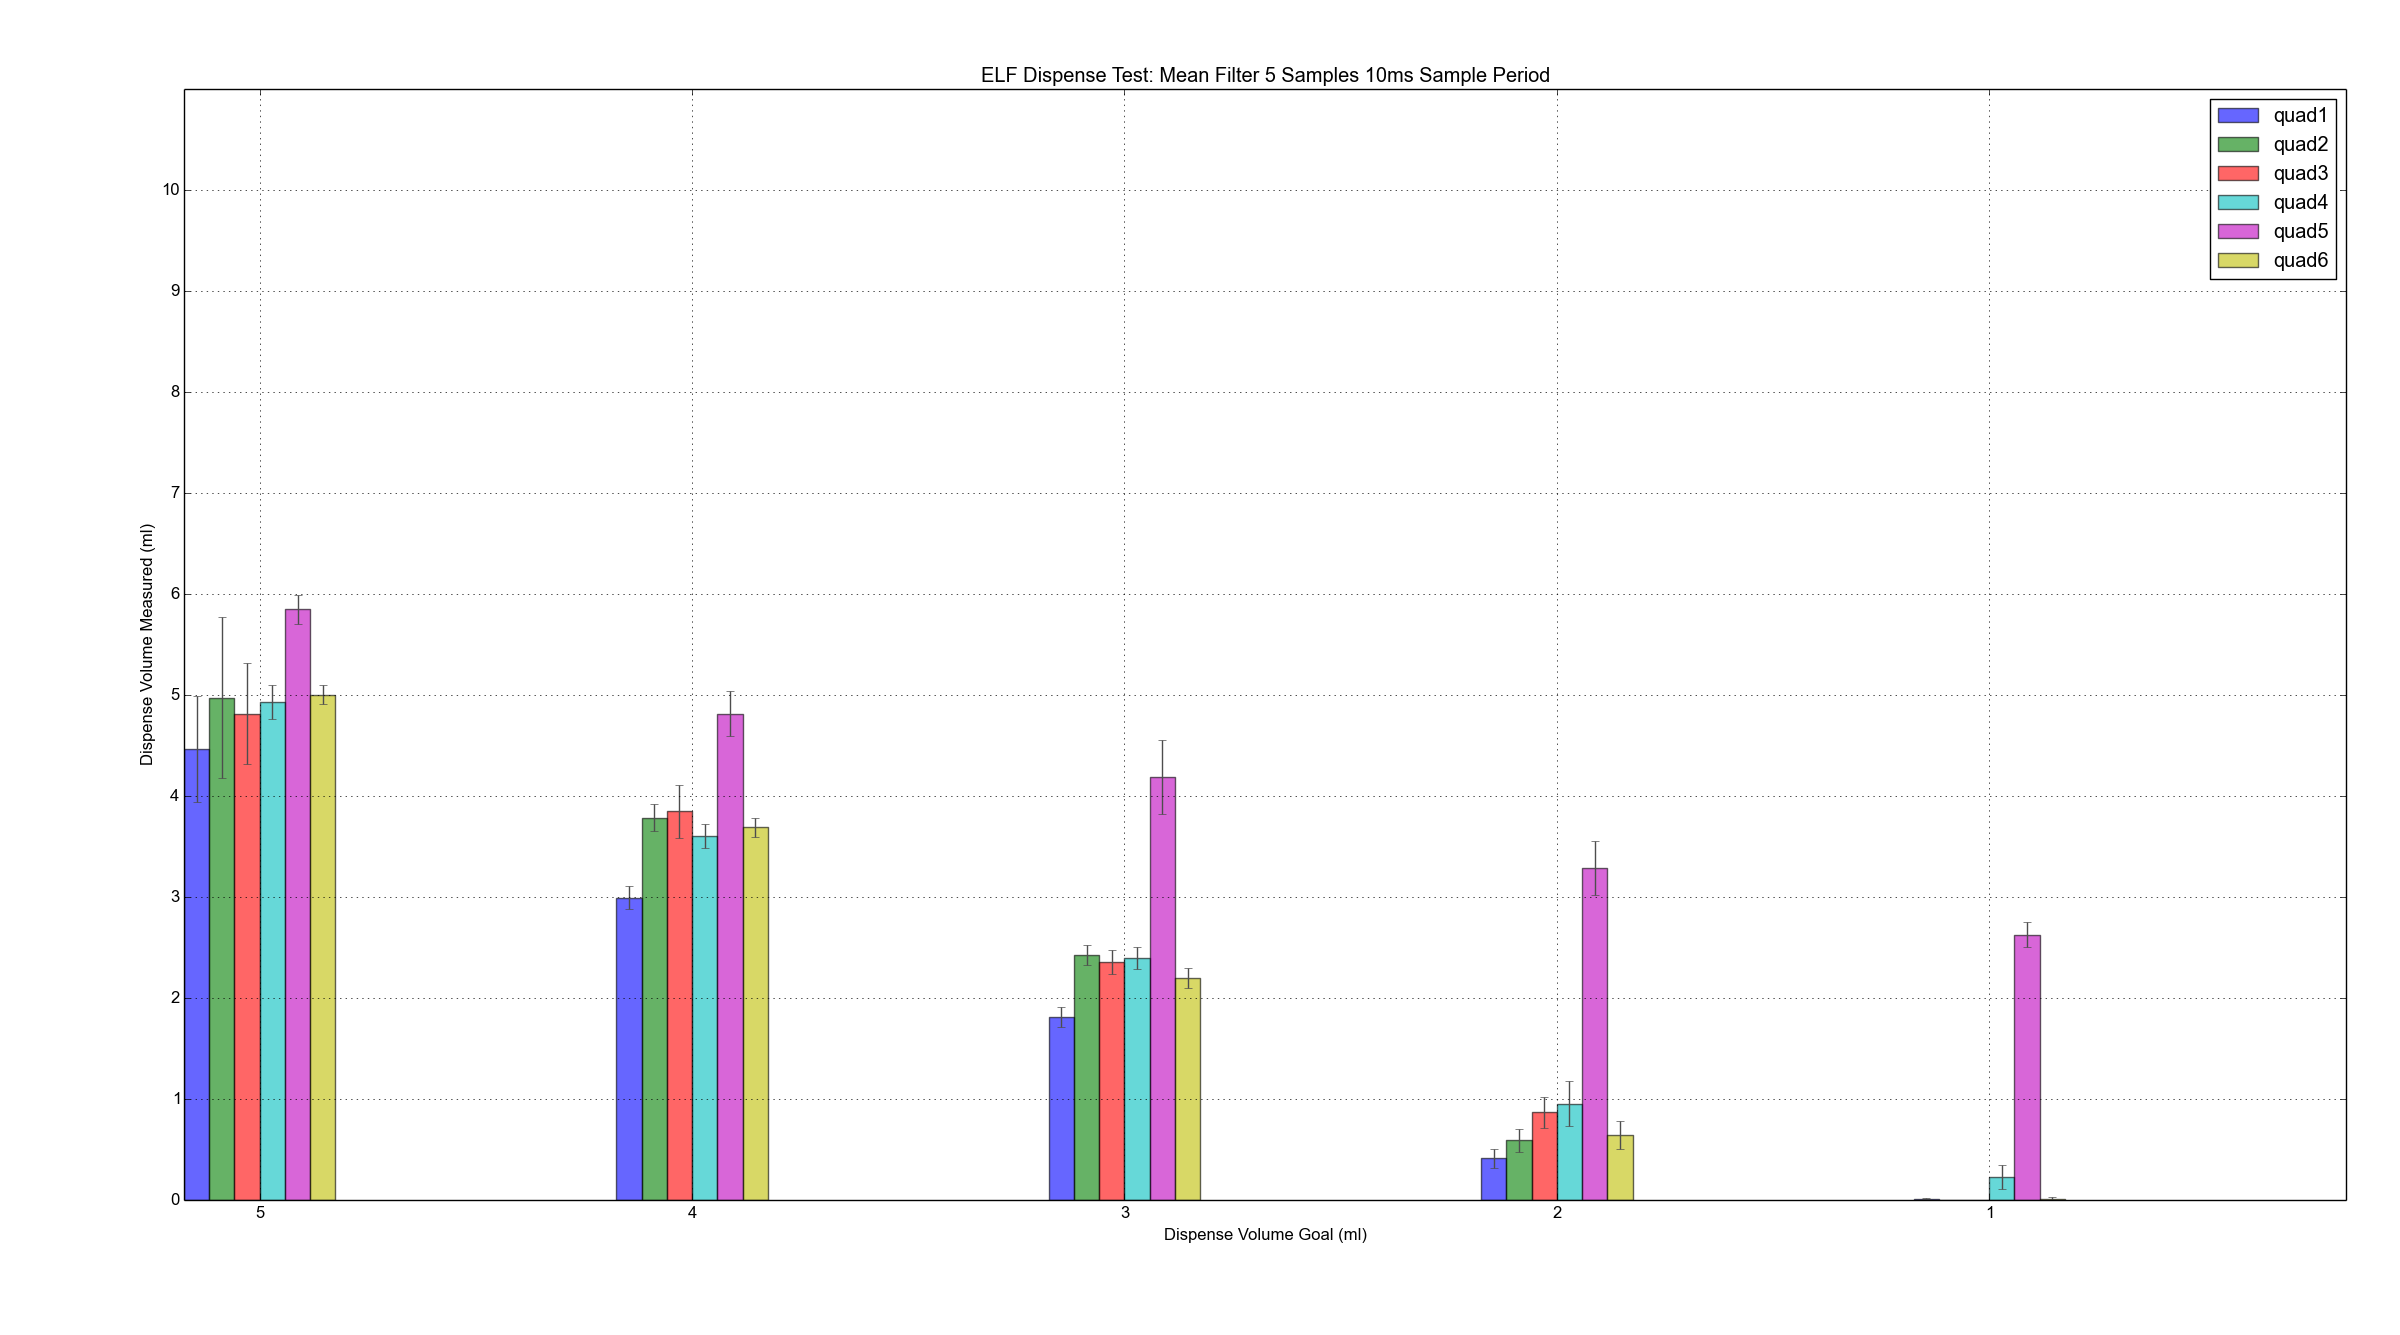 ELF Dispense Test: Mean Filter 5 Samples 10ms Sample Period
quad1
quad2
quad3
quad4
quad5
quad6
10
9
8
7
6
5
4
3
2
1
0
Dispense Volume Measured (ml)
5 4 3 2 1
Dispense Volume Goal (ml)